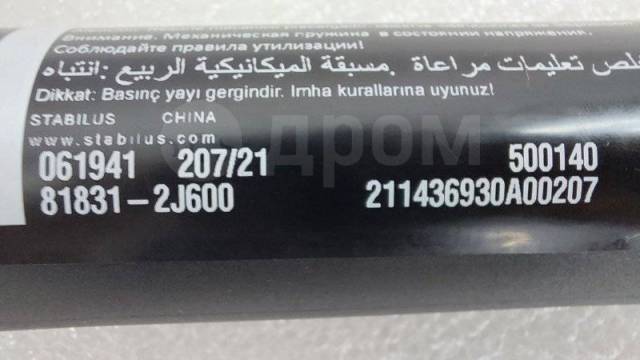 Внимание. Механическая пружина в состоянии напряжения.
Соблюдайте правила утилизации!
انتباه: الربيع الميكانيكية مسبقة. مراعاة تعليمات
Dikkat: Basınç yayı gergindir. Imha kurallarına uyunuz!
STABILUS CHINA
www.stabilus.com
дром
061941 207/21 500140
81831-2J600 211436930A00207